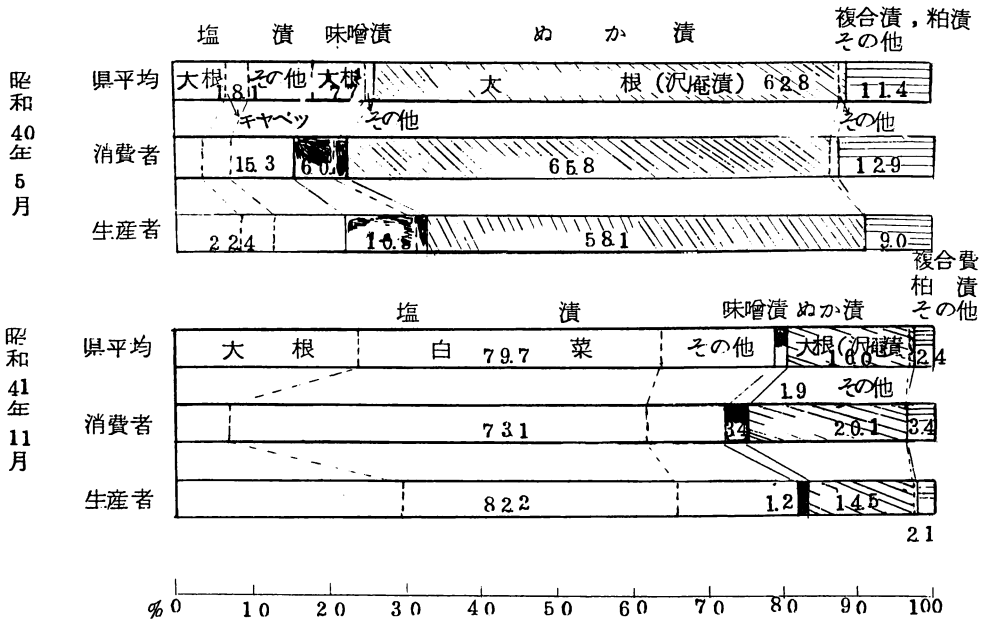 塩漬 味噌漬 ぬか漬 複合漬,粕漬
その他
昭和40年5月
県平均 大根 18.1 その他 大根 7.7 大根(沢庵漬) 62.8 11.4
キャベツ その他 その他
消費者 15.3 6.0 65.8 12.9
生産者 22.4 58.1 9.0
複合費
柏漬
塩漬 味噌漬 ぬか漬 その他
昭和41年11月
県平均 大根 白菜 79.7 その他 大根(沢庵漬) 16.0 2.4
1.9 その他
消費者 73.1 3.4 20.1 3.4
生産者 82.2 1.2 14.5
2.1
% 0 10 20 30 40 50 60 70 80 90 100